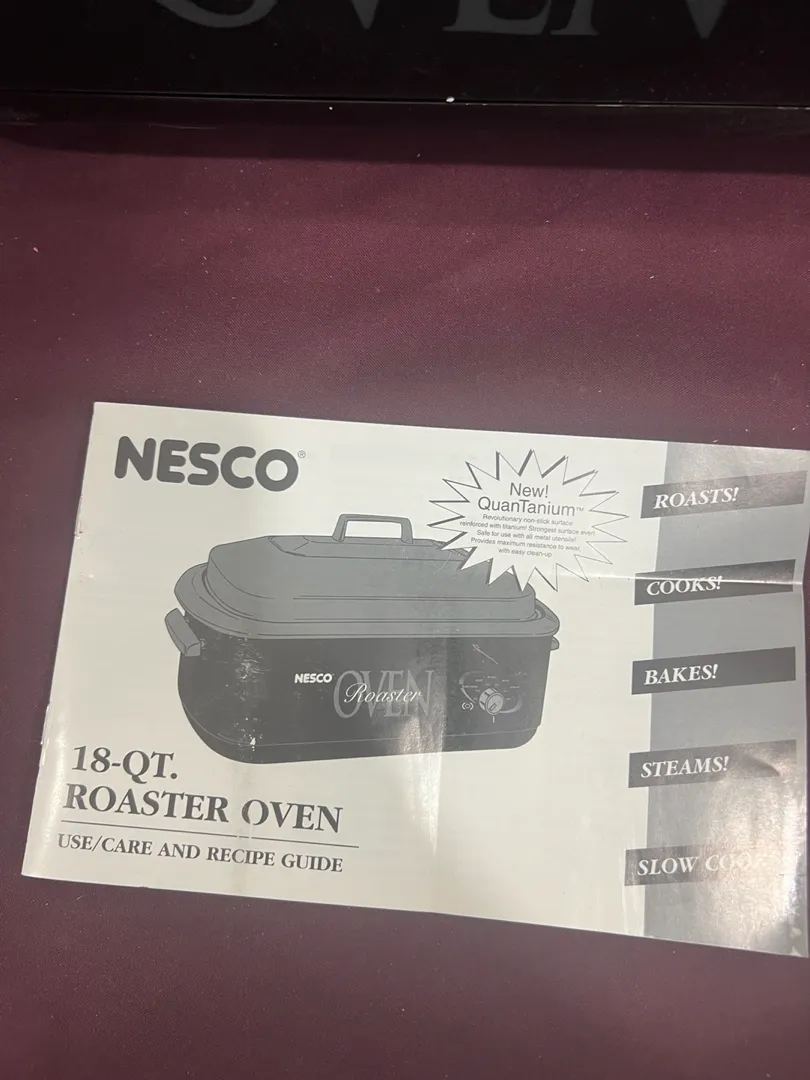 OVEN
NESCO®
New!
QuanTanium™
Revolutionary non-stick surface
reinforced with titanium! Strongest surface ever!
Safe for use with all metal utensils!
Provides maximum resistance to wear,
with easy clean-up
ROASTS!
COOKS!
BAKES!
STEAMS!
SLOW
NESCO
OVEN
Roaster
18-QT.
ROASTER OVEN
USE/CARE AND RECIPE GUIDE